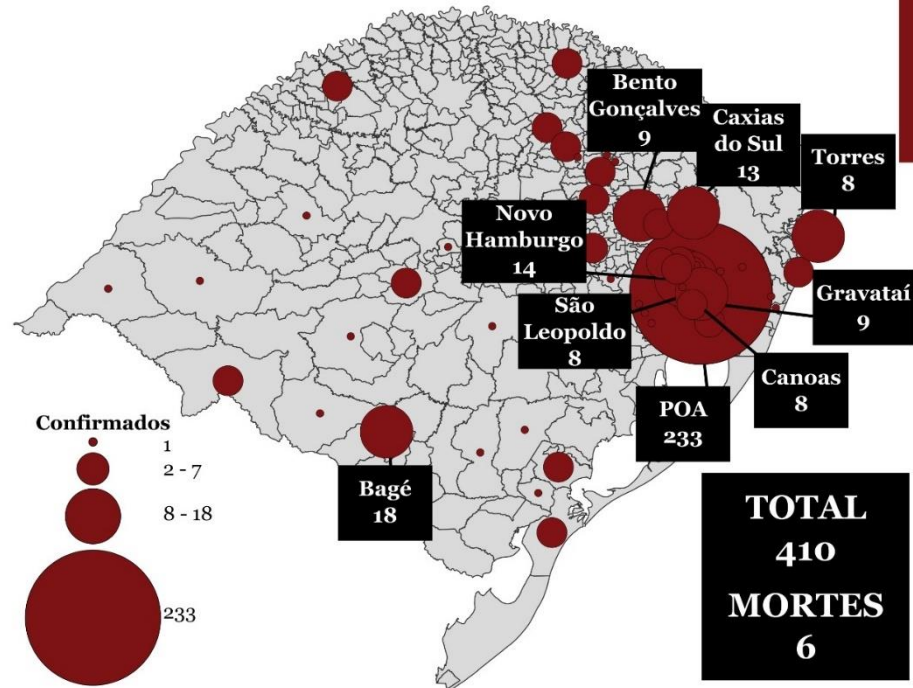 Bento
Gonçalves
9
Caxias
do Sul
13
Torres
8
Novo
Hamburgo
14
São
Leopoldo
8
Gravataí
9
Canoas
8
POA
233
Bagé
18
Confirmados
1
2 - 7
8 - 18
233
TOTAL
410
MORTES
6